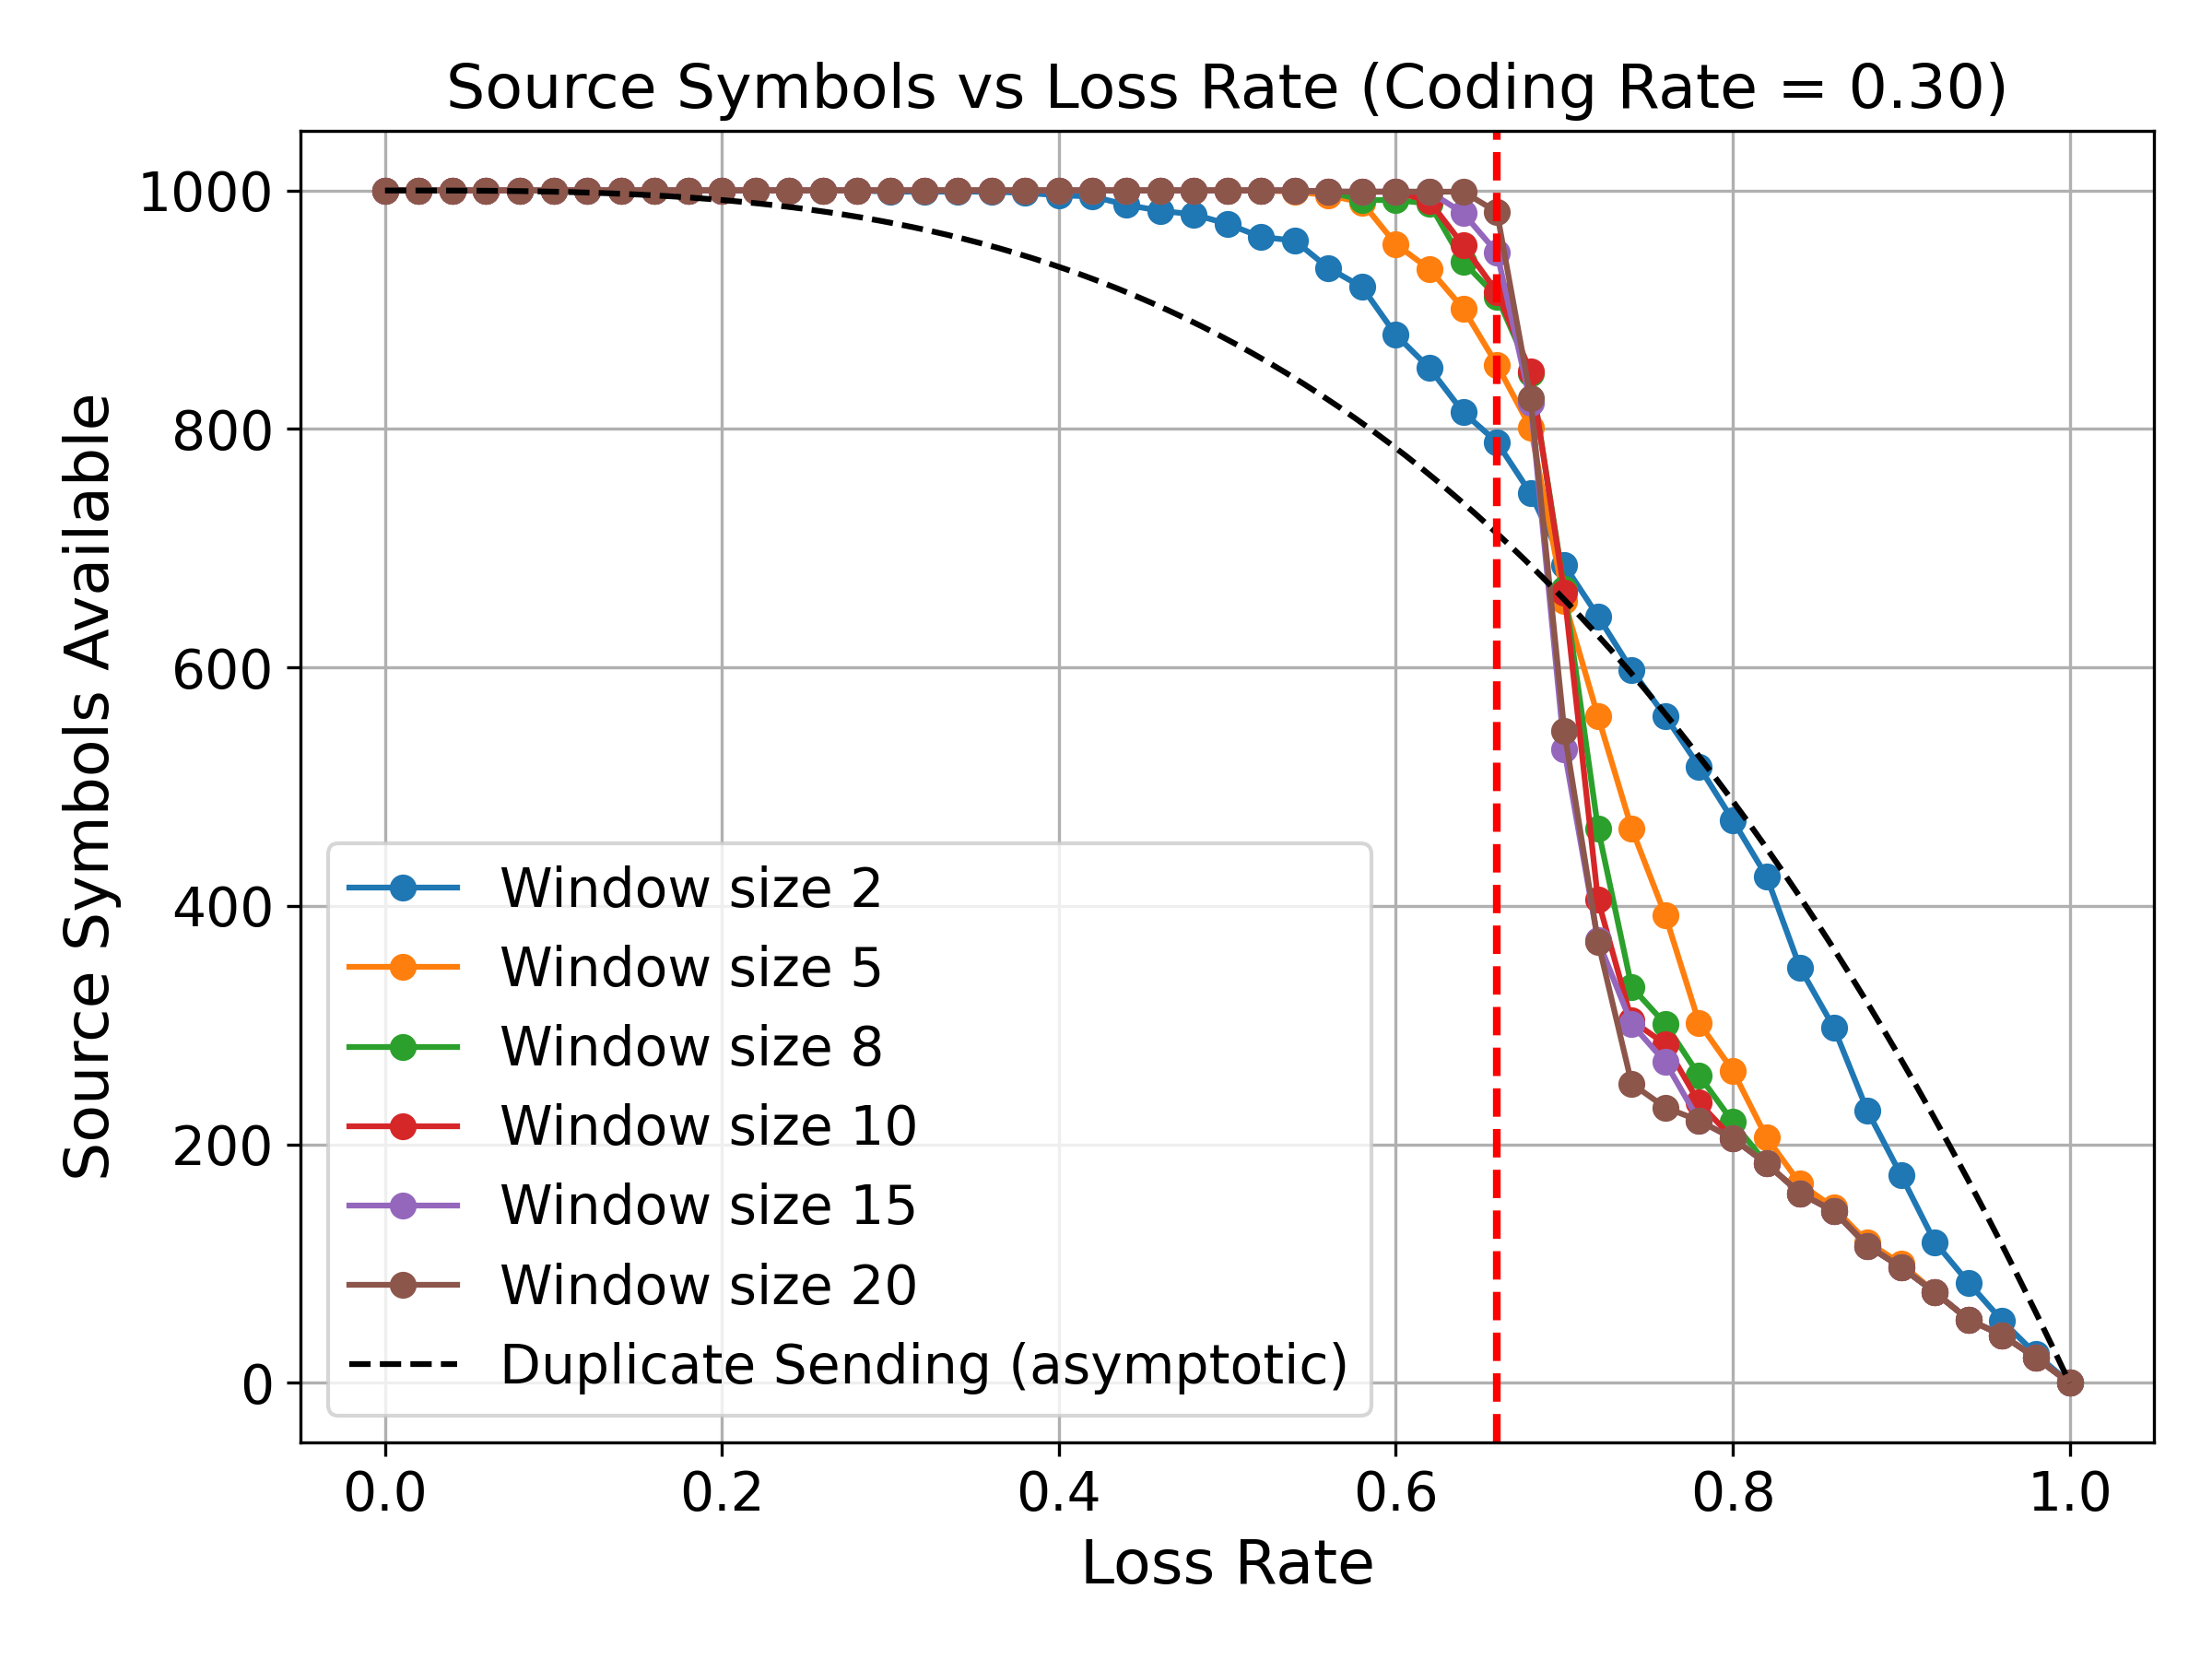 Source Symbols vs Loss Rate (Coding Rate = 0.30)
Source Symbols Available
1000
800
600
400
200
0
Window size 2
Window size 5
Window size 8
Window size 10
Window size 15
Window size 20
Duplicate Sending (asymptotic)
0.0 0.2 0.4 0.6 0.8 1.0
Loss Rate